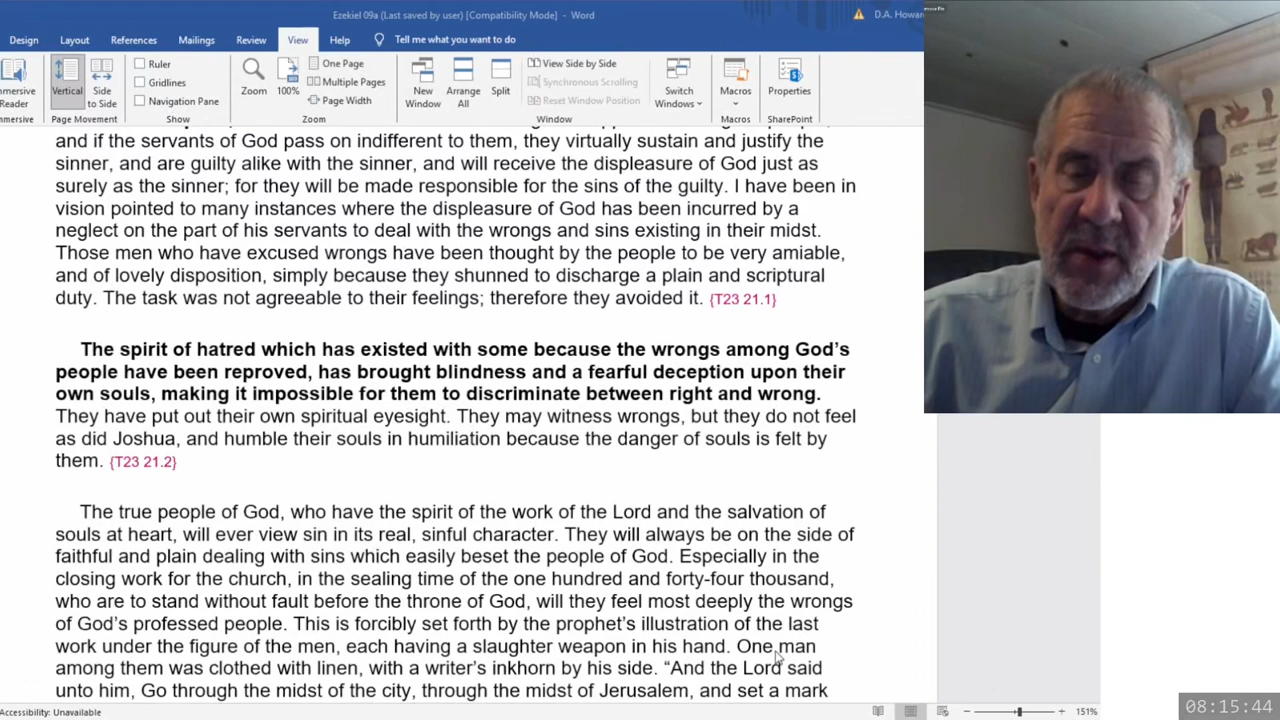 Ezekiel 09a (Last saved by user) [Compatibility Mode] - Word
D.A. Howar
Design Layout References Mailings Review View Help Tell me what you want to do
mmersive Reader
Vertical
Side to Side
Ruler
Gridlines
Navigation Pane
Zoom
100%
One Page
Multiple Pages
Page Width
New Window
Arrange All
Split
View Side by Side
Synchronous Scrolling
Reset Window Position
Switch Windows
Macros
Properties
mmersive
Page Movement
Show
Zoom
Window
Macros
SharePoint
and if the servants of God pass on indifferent to them, they virtually sustain and justify the
sinner, and are guilty alike with the sinner, and will receive the displeasure of God just as
surely as the sinner; for they will be made responsible for the sins of the guilty. I have been in
vision pointed to many instances where the displeasure of God has been incurred by a
neglect on the part of his servants to deal with the wrongs and sins existing in their midst.
Those men who have excused wrongs have been thought by the people to be very amiable,
and of lovely disposition, simply because they shunned to discharge a plain and scriptural
duty. The task was not agreeable to their feelings; therefore they avoided it. {T23 21.1}
The spirit of hatred which has existed with some because the wrongs among God's
people have been reproved, has brought blindness and a fearful deception upon their
own souls, making it impossible for them to discriminate between right and wrong.
They have put out their own spiritual eyesight. They may witness wrongs, but they do not feel
as did Joshua, and humble their souls in humiliation because the danger of souls is felt by
them. {T23 21.2}
The true people of God, who have the spirit of the work of the Lord and the salvation of
souls at heart, will ever view sin in its real, sinful character. They will always be on the side of
faithful and plain dealing with sins which easily beset the people of God. Especially in the
closing work for the church, in the sealing time of the one hundred and forty-four thousand,
who are to stand without fault before the throne of God, will they feel most deeply the wrongs
of God's professed people. This is forcibly set forth by the prophet's illustration of the last
work under the figure of the men, each having a slaughter weapon in his hand. One man
among them was clothed with linen, with a writer's inkhorn by his side. “And the Lord said
unto him, Go through the midst of the city, through the midst of Jerusalem, and set a mark
Accessibility: Unavailable
151%
08:15:44